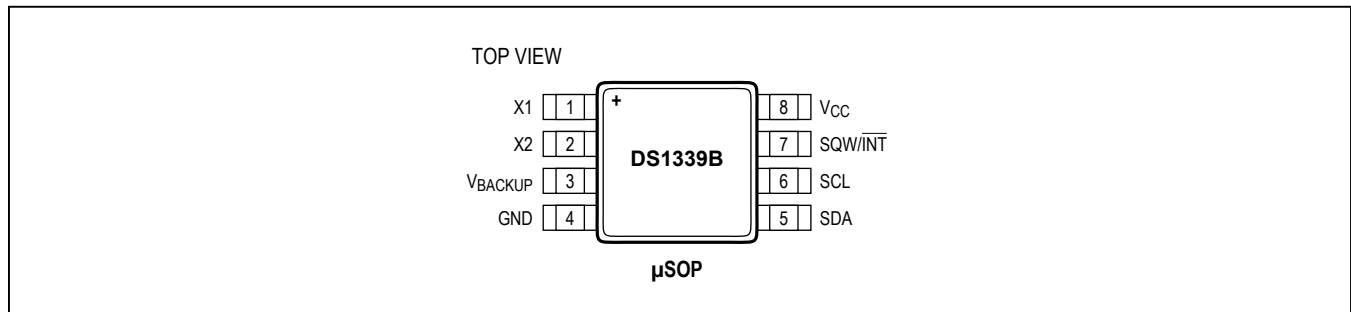 TOP VIEW
X1 1 + 8 VCC
X2 2 7 SQW/INT
DS1339B
VBACKUP 3 6 SCL
GND 4 5 SDA
µSOP